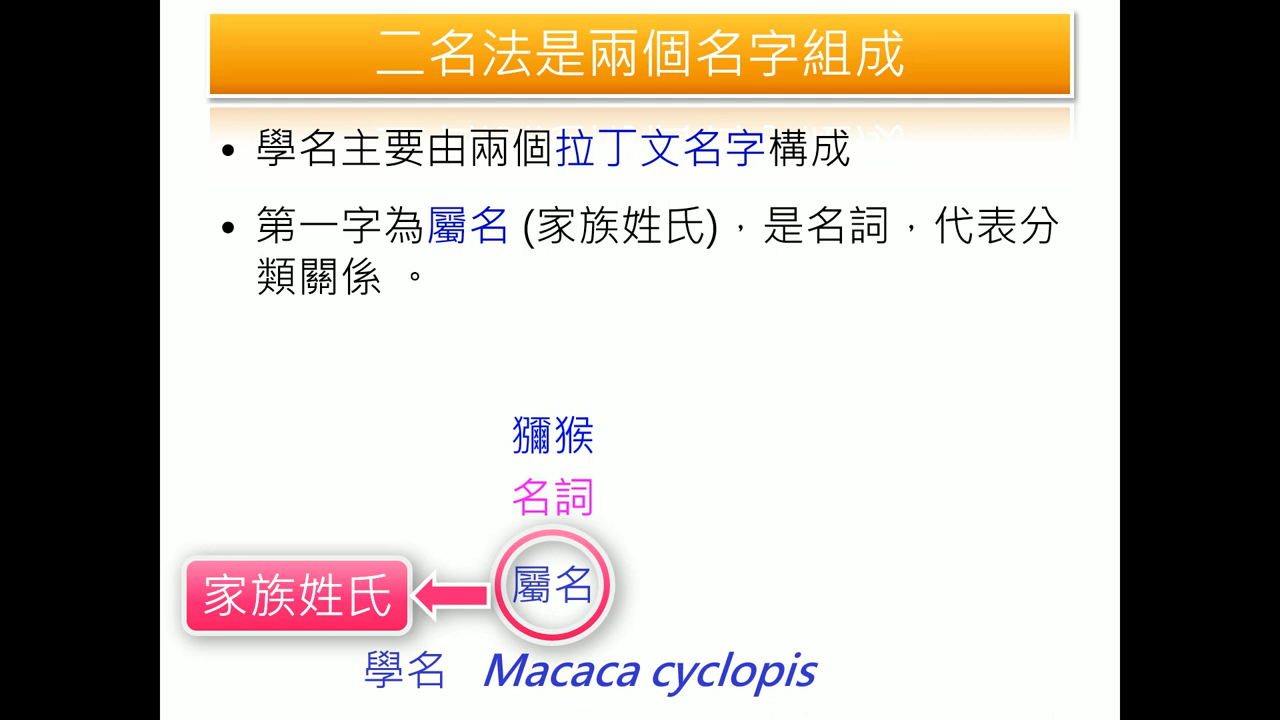 二名法是兩個名字組成
• 學名主要由兩個拉丁文名字構成
• 第一字為屬名 (家族姓氏)，是名詞，代表分
類關係 。
獼猴
名詞
屬名
家族姓氏
學名 Macaca cyclopis